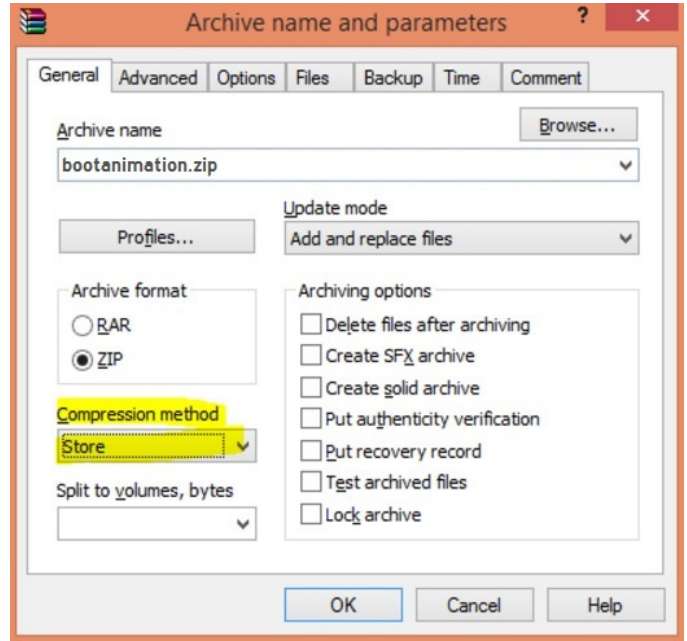 Archive name and parameters
? ×
General Advanced Options Files Backup Time Comment
Archive name
Browse...
bootanimation.zip
Profiles...
Update mode
Add and replace files
Archive format
RAR
ZIP
Compression method
Store
Split to volumes, bytes
Archiving options
Delete files after archiving
Create SFX archive
Create solid archive
Put authenticity verification
Put recovery record
Test archived files
Lock archive
OK Cancel Help